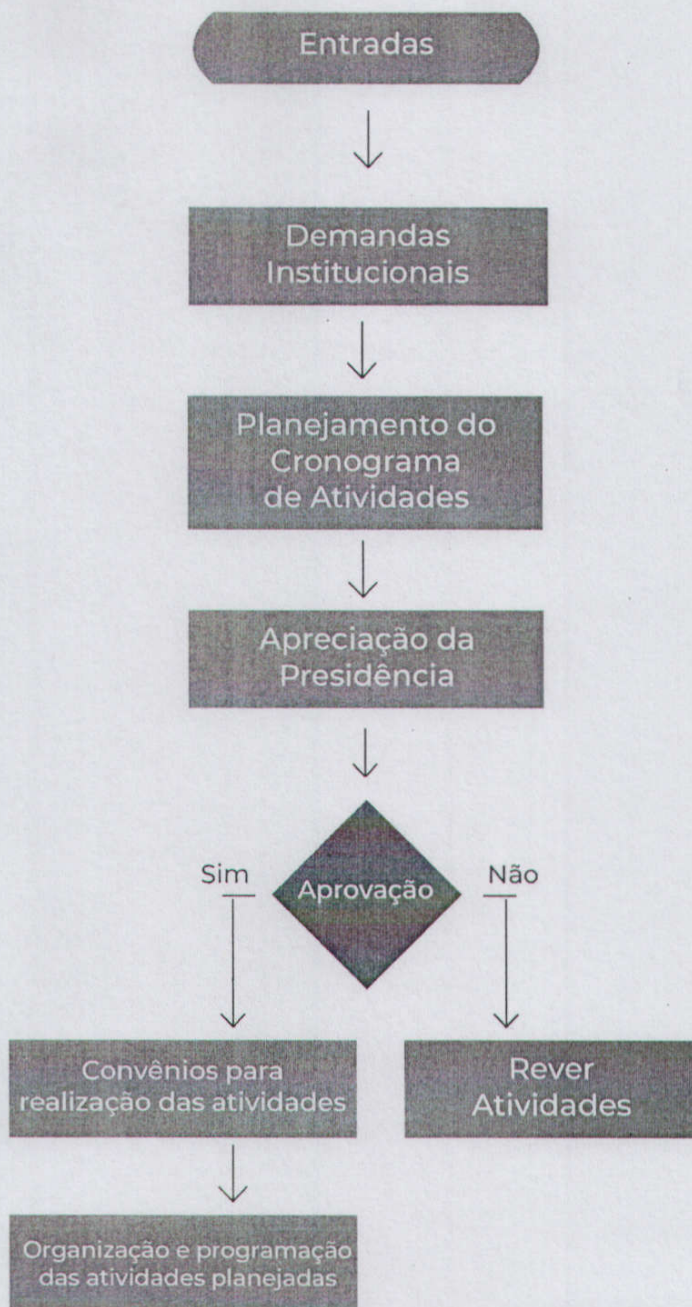 Entradas
Demandas
Institucionais
Planejamento do
Cronograma
de Atividades
Apreciação da
Presidência
Sim
Aprovação
Não
Convênios para
realização das atividades
Rever
Atividades
Organização e programação
das atividades planejadas